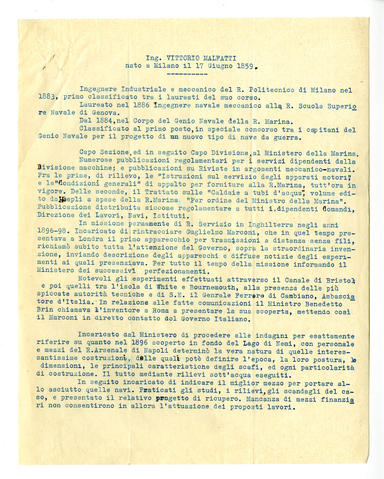 Ing. VITTORIO MALFATTI
nato a Milano il 17 Giugno 1859.
----------
Ingegnere Industriale e meccanico del R. Politecnico di Milano nel
1883, primo classificato tra i laureati del suo corso.
Laureato nel 1886 Ingegnere navale meccanico alla R. Scuola Superio
re Navale di Genova.
Dal 1884, nel Corpo del Genio Navale della R. Marina.
Classificato al primo posto, in speciale concorso tra i capitani del
Genio Navale per il progetto di un nuovo tipo di nave da guerra.
Capo Sezione, ed in seguito Capo Divisione, al Ministero della Marina.
Numerose pubblicazioni regolamentari per i servizi dipendenti dalla
Divisione macchine; e pubblicazioni su Riviste in argomenti meccanico-navali.
Fra le prime, di rilievo, le "Istruzioni sul servizio degli apparati motori"
e le "Condizioni generali" di appalto per forniture alla R. Marina, tutt'ora in
vigore. Delle seconde, il Trattato sulle "Caldaie a tubi d'acqua", volume edi
to da Hoepli a spese della R. Marina. "Per ordine del Ministro della Marina".
Pubblicazione distribuita siccome regolamentare a tutti i dipendenti Comandi,
Direzione dei Lavori, Navi, Istituti.
In missione permanente di R. Servizio in Inghilterra negli anni
1896-98. Incaricato di rintracciare Guglielmo Marconi, che in quel tempo presen
tava a Londra il primo apparecchio per transmissioni a distanza senza fili,
richiamò subito tutta l'attenzione del Governo, sopra la straordinaria inven
zione, inviando descrizione degli apparecchi e diffuse notizie degli esperi-
menti ai quali presenziava. Per tutto il tempo della missione informando il
Ministero dei successivi perfezionamenti.
Notevoli gli esperimenti effettuati attraverso il Canale di Bristol
e poi quelli tra l'isola di White e Bournemouth, alla presenza delle più
spiccate autorità tecniche e di S.E. il Genrale Ferrero di Cambiano, Ambascia
tore d'Italia. In relazione alle fatte comunicazioni il Ministro Benedetto
Brin chiamava l'inventore a Roma a presentare la sua scoperta, mettendo così
il Marconi in diretto contatto col Governo Italiano.
Incaricato dal Ministero di procedere alle indagini per esattamente
riferire su quanto nel 1896 scoperto in fondo del Lago di Nemi, con personale
e mezzi del R. Arsenale di Napoli determinò la vera natura di quelle interes-
santissime costruzioni, delle quali potè definire l'epoca, la loro postura, le
dimensioni, le principali caratteristiche degli scafi, ed ogni particolarità
di costruzione. Il tutto mediante rilievi sott'acqua eseguiti.
In seguito incaricato di indicare il miglior mezzo per portare al-
lo asciutto quelle navi. Praticati gli studi, i rilievi, gli scandagli del ca-
so, e presentato il relativo progetto di ricupero. Mancanza di mezzi finanzia
ri non consentirono in allora l'attuazione dei proposti lavori.